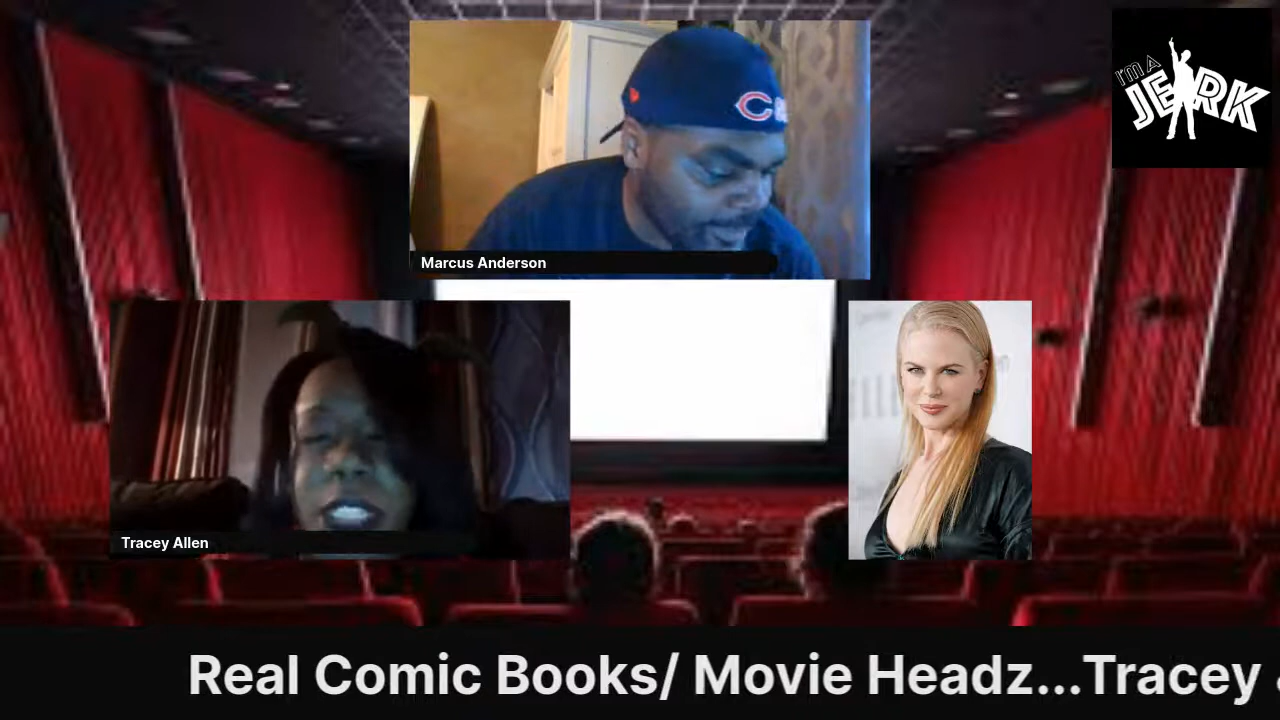 I'M A
JERK
C
Marcus Anderson
Tracey Allen
Real Comic Books/ Movie Headz...Tracey